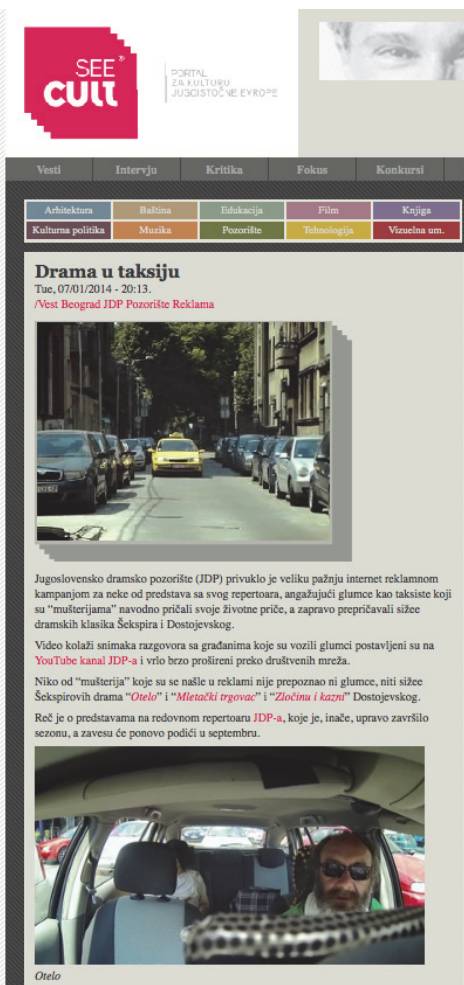 SEE®
cult
PORTAL
ZA KULTURU
JUGOISTOČNE EVROPE
Vesti Intervju Kritika Fokus Konkursi
Arhitektura Baština Edukacija Film Knjiga
Kulturna politika Muzika Pozorište Tehnologija Vizuelna um.
Drama u taksiju
Tue, 07/01/2014 - 20:13.
/Vest Beograd JDP Pozorište Reklama
Jugoslovensko dramsko pozorište (JDP) privuklo je veliku pažnju internet reklamnom
kampanjom za neke od predstava sa svog repertoara, angažujući glumce kao taksiste koji
su “mušterijama” navodno pričali svoje životne priče, a zapravo prepričavali sižee
dramskih klasika Šekspira i Dostojevskog.
Video kolaži snimaka razgovora sa građanima koje su vozili glumci postavljeni su na
YouTube kanal JDP-a i vrlo brzo prošireni preko društvenih mreža.
Niko od “mušterija” koje su se našle u reklami nije prepoznao ni glumce, niti sižee
Šekspirovih drama “Otelo” i “Mletački trgovac” i “Zločinu i kazni” Dostojevskog.
Reč je o predstavama na redovnom repertoaru JDP-a, koje je, inače, upravo završilo
sezonu, a zavesu će ponovo podići u septembru.
Otelo